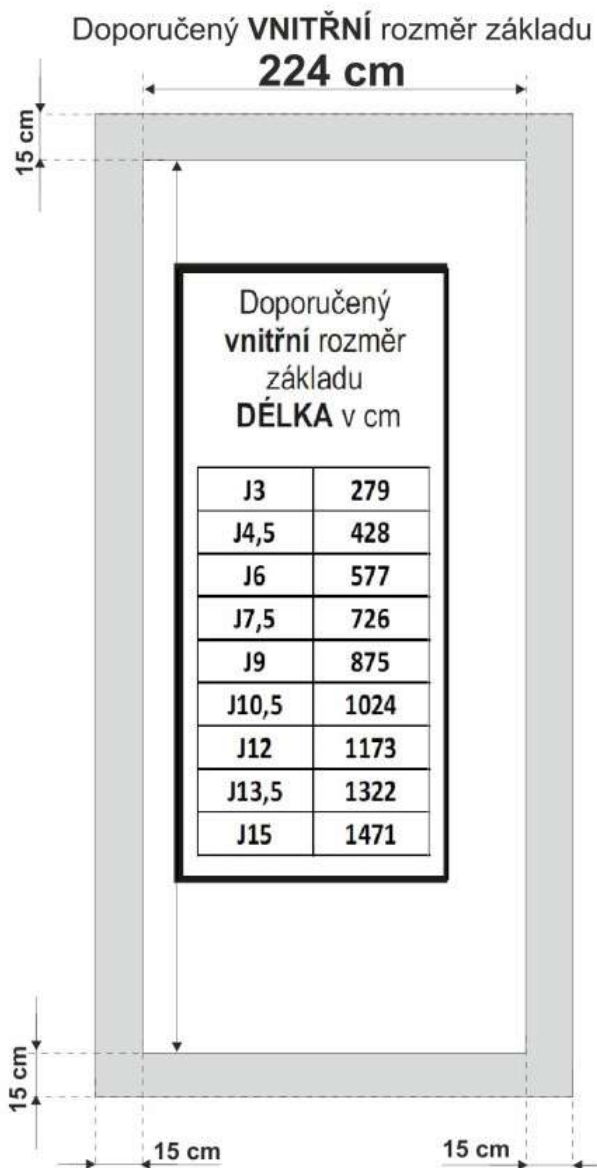 Doporučený VNITŘNÍ rozměr základu
224 cm
15 cm
Doporučený
vnitřní rozměr
základu
DÉLKA v cm
J3 279
J4,5 428
J6 577
J7,5 726
J9 875
J10,5 1024
J12 1173
J13,5 1322
J15 1471
15 cm
15 cm
15 cm